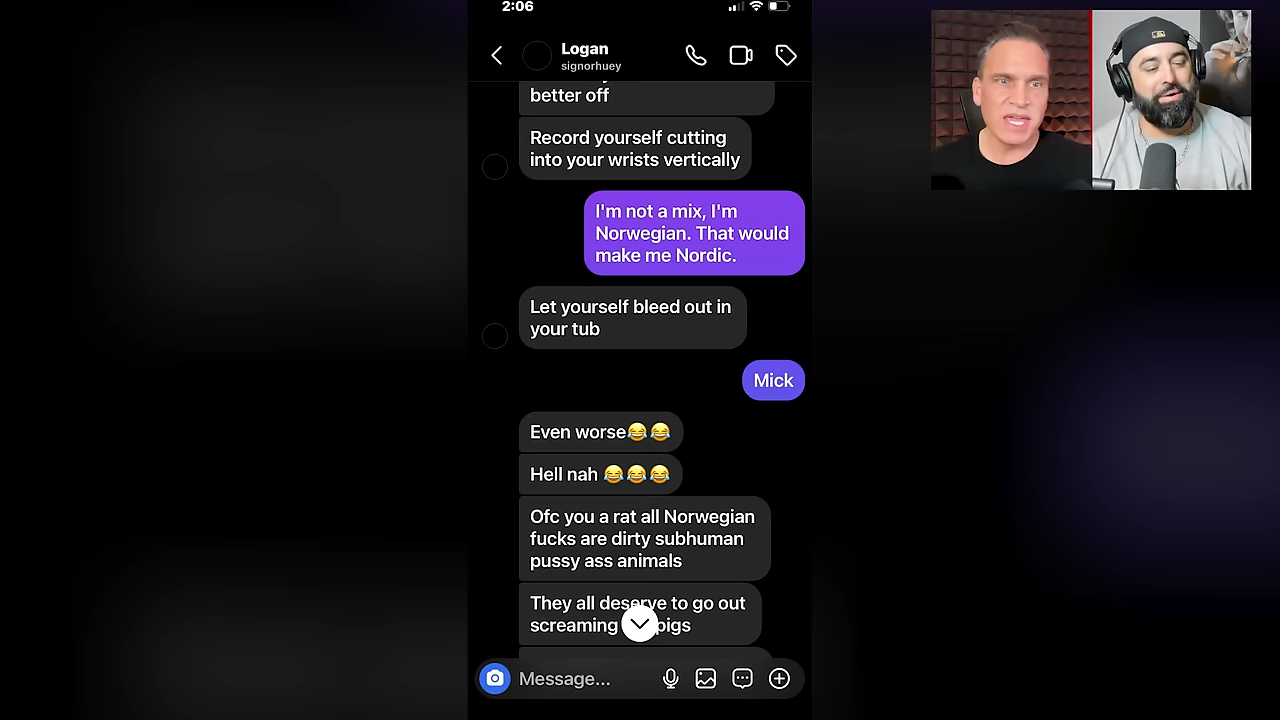 2:06
Logan
signorhuey
better off
Record yourself cutting
into your wrists vertically
I'm not a mix, I'm
Norwegian. That would
make me Nordic.
Let yourself bleed out in
your tub
Mick
Even worse😂😂
Hell nah 😂😂😂
Ofc you a rat all Norwegian
fucks are dirty subhuman
pussy ass animals
They all deserve to go out
screaming pigs
Message...